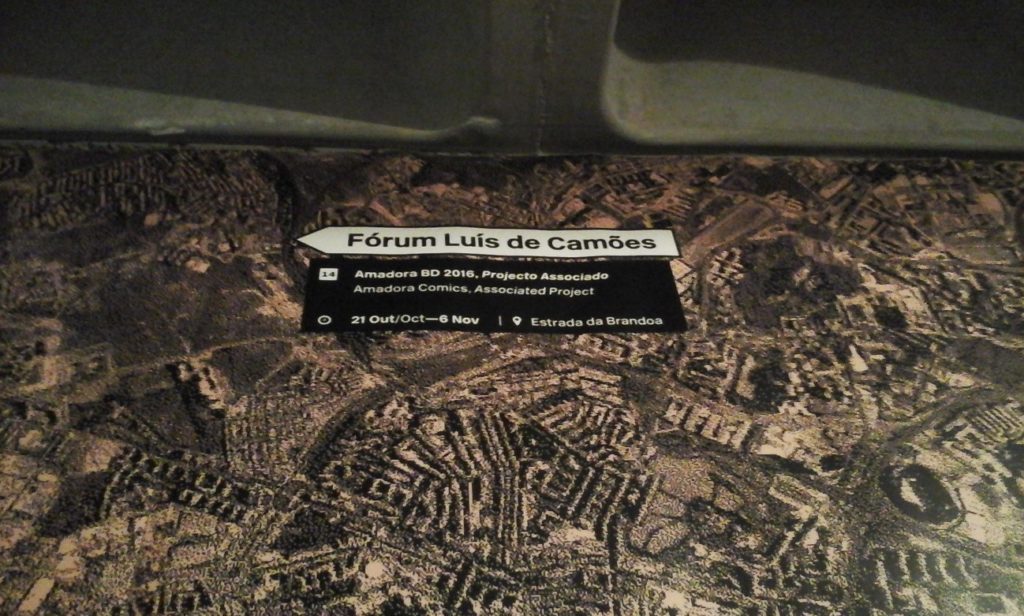 Fórum Luís de Camões
14 Amadora BD 2016, Projecto Associado
Amadora Comics, Associated Project
21 Out/Oct—6 Nov | Estrada da Brandoa